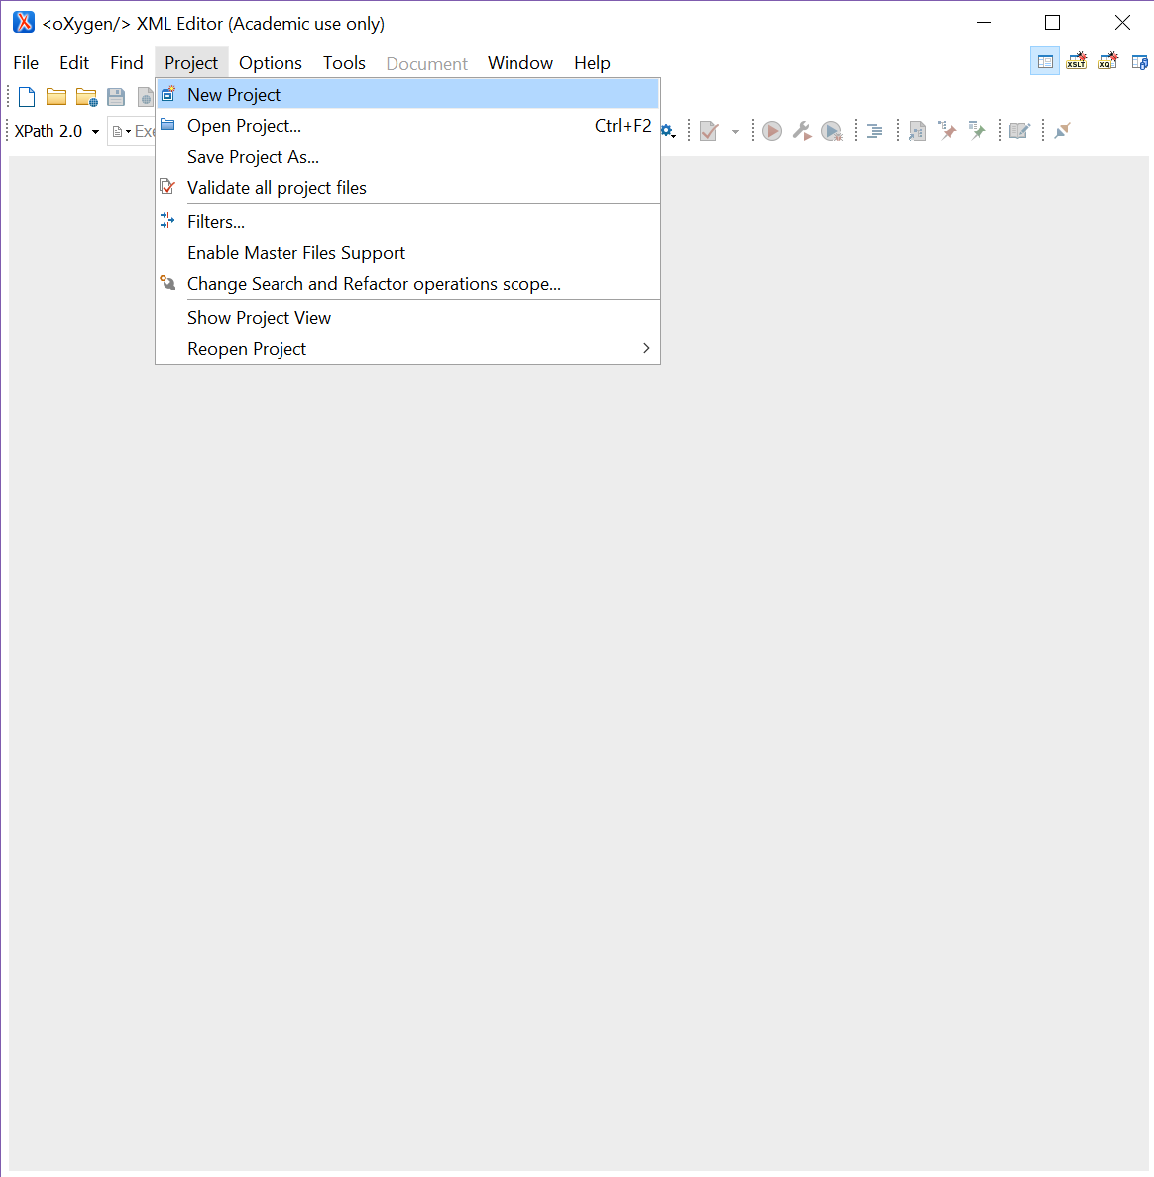 <oXygen/> XML Editor (Academic use only)
File Edit Find Project Options Tools Document Window Help
XSLT XQ
New Project
XPath 2.0 Exe
Open Project... Ctrl+F2
Save Project As...
Validate all project files
Filters...
Enable Master Files Support
Change Search and Refactor operations scope...
Show Project View
Reopen Project